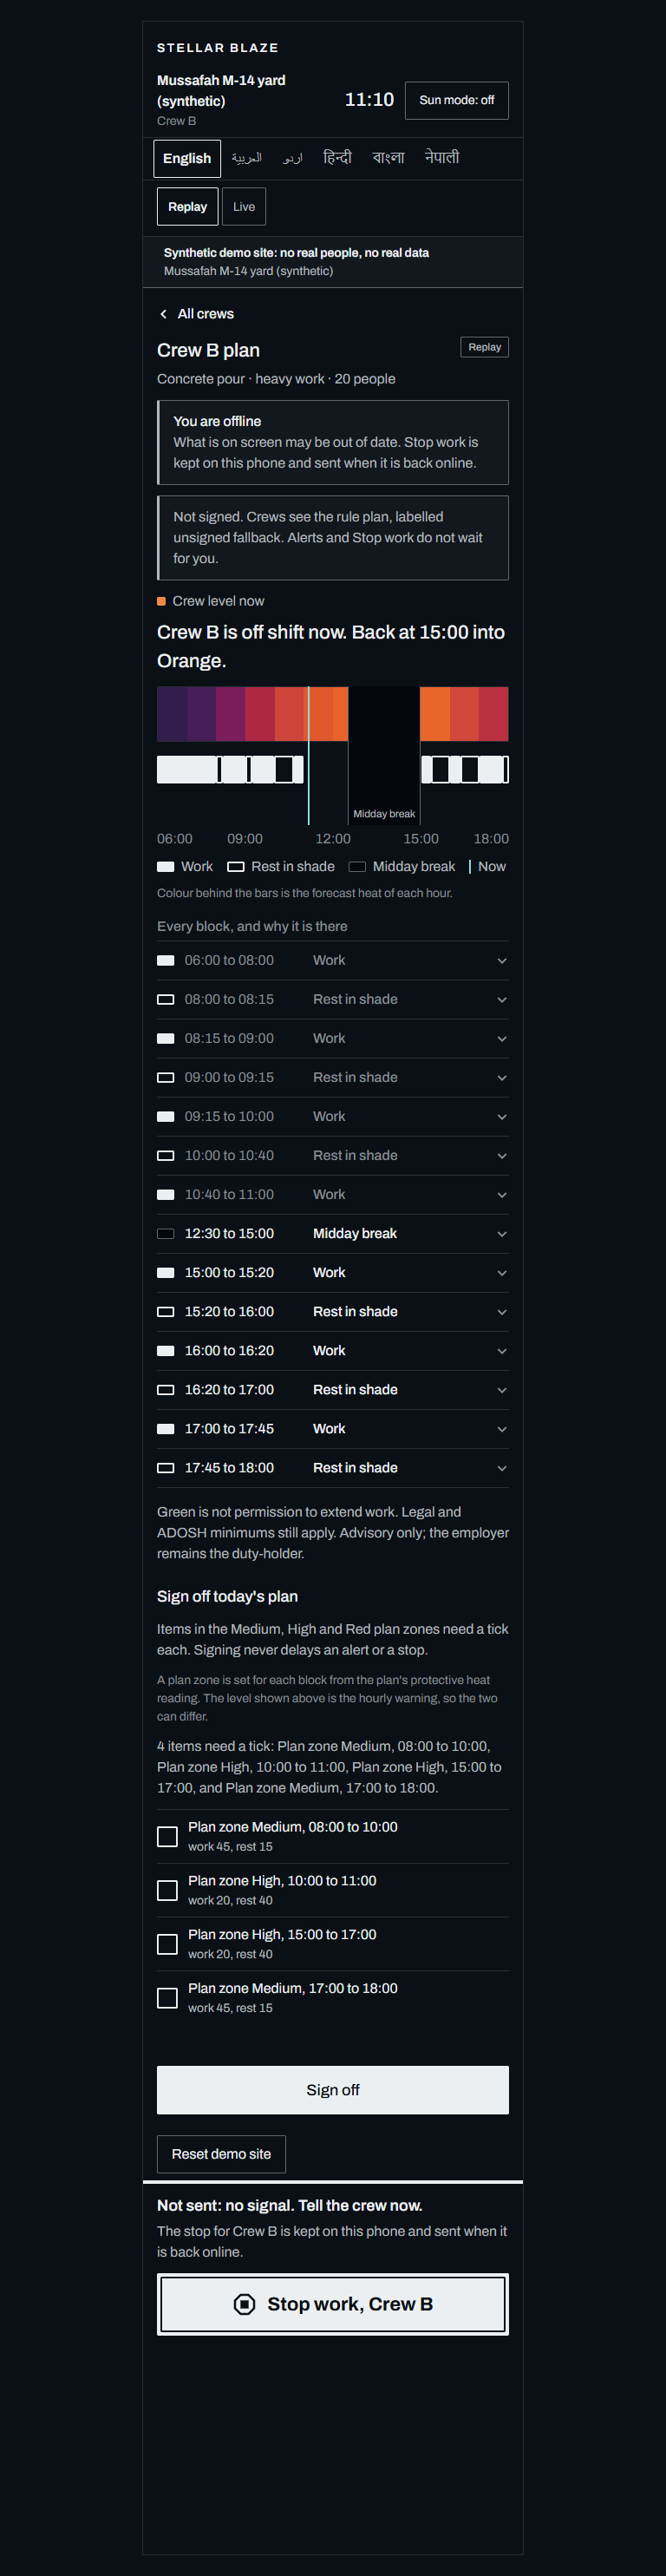 STELLAR BLAZE
Mussafah M-14 yard
(synthetic)
Crew B
11:10
Sun mode: off
English العربية اردو हिन्दी বাংলা नेपाली
Replay Live
Synthetic demo site: no real people, no real data
Mussafah M-14 yard (synthetic)
All crews
Crew B plan
Replay
Concrete pour · heavy work · 20 people
You are offline
What is on screen may be out of date. Stop work is
kept on this phone and sent when it is back online.
Not signed. Crews see the rule plan, labelled
unsigned fallback. Alerts and Stop work do not wait
for you.
Crew level now
Crew B is off shift now. Back at 15:00 into
Orange.
Midday break
06:00 09:00 12:00 15:00 18:00
Work Rest in shade Midday break Now
Colour behind the bars is the forecast heat of each hour.
Every block, and why it is there
06:00 to 08:00 Work
08:00 to 08:15 Rest in shade
08:15 to 09:00 Work
09:00 to 09:15 Rest in shade
09:15 to 10:00 Work
10:00 to 10:40 Rest in shade
10:40 to 11:00 Work
12:30 to 15:00 Midday break
15:00 to 15:20 Work
15:20 to 16:00 Rest in shade
16:00 to 16:20 Work
16:20 to 17:00 Rest in shade
17:00 to 17:45 Work
17:45 to 18:00 Rest in shade
Green is not permission to extend work. Legal and
ADOSH minimums still apply. Advisory only; the employer
remains the duty-holder.
Sign off today's plan
Items in the Medium, High and Red plan zones need a tick
each. Signing never delays an alert or a stop.
A plan zone is set for each block from the plan's protective heat
reading. The level shown above is the hourly warning, so the two
can differ.
4 items need a tick: Plan zone Medium, 08:00 to 10:00,
Plan zone High, 10:00 to 11:00, Plan zone High, 15:00 to
17:00, and Plan zone Medium, 17:00 to 18:00.
Plan zone Medium, 08:00 to 10:00
work 45, rest 15
Plan zone High, 10:00 to 11:00
work 20, rest 40
Plan zone High, 15:00 to 17:00
work 20, rest 40
Plan zone Medium, 17:00 to 18:00
work 45, rest 15
Sign off
Reset demo site
Not sent: no signal. Tell the crew now.
The stop for Crew B is kept on this phone and sent when it
is back online.
Stop work, Crew B